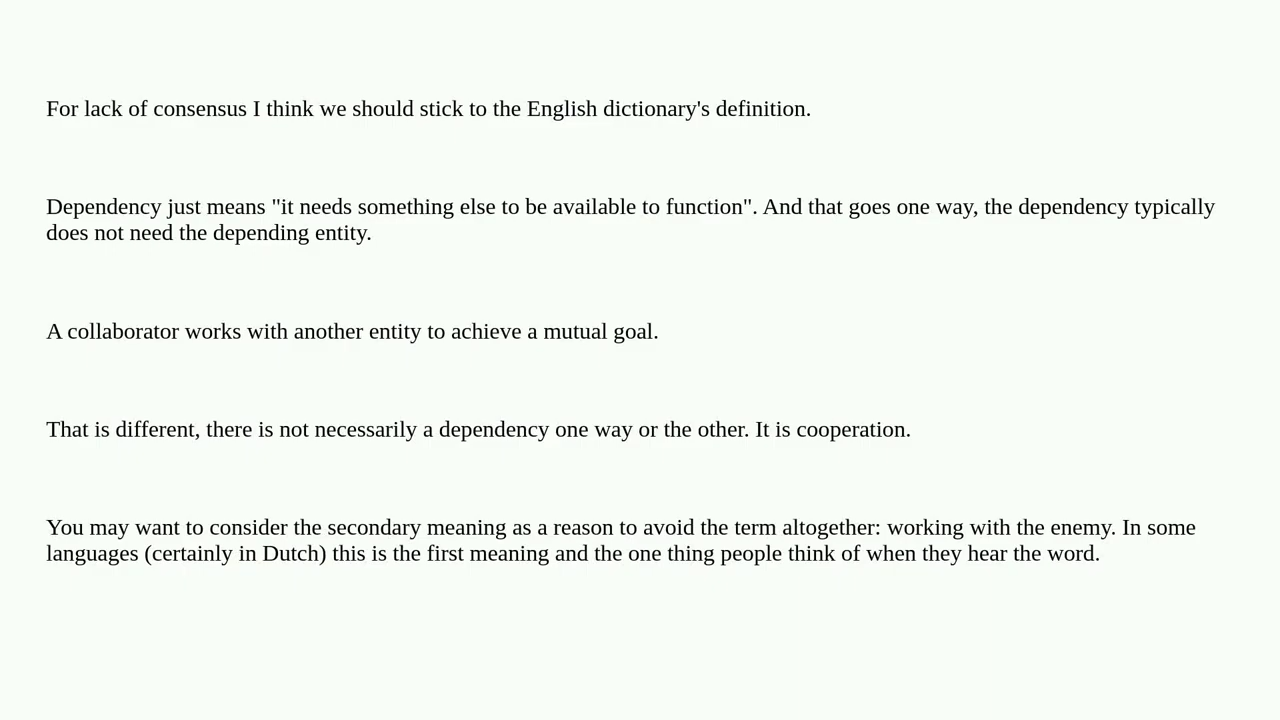 For lack of consensus I think we should stick to the English dictionary's definition.
Dependency just means "it needs something else to be available to function". And that goes one way, the dependency typically
does not need the depending entity.
A collaborator works with another entity to achieve a mutual goal.
That is different, there is not necessarily a dependency one way or the other. It is cooperation.
You may want to consider the secondary meaning as a reason to avoid the term altogether: working with the enemy. In some
languages (certainly in Dutch) this is the first meaning and the one thing people think of when they hear the word.